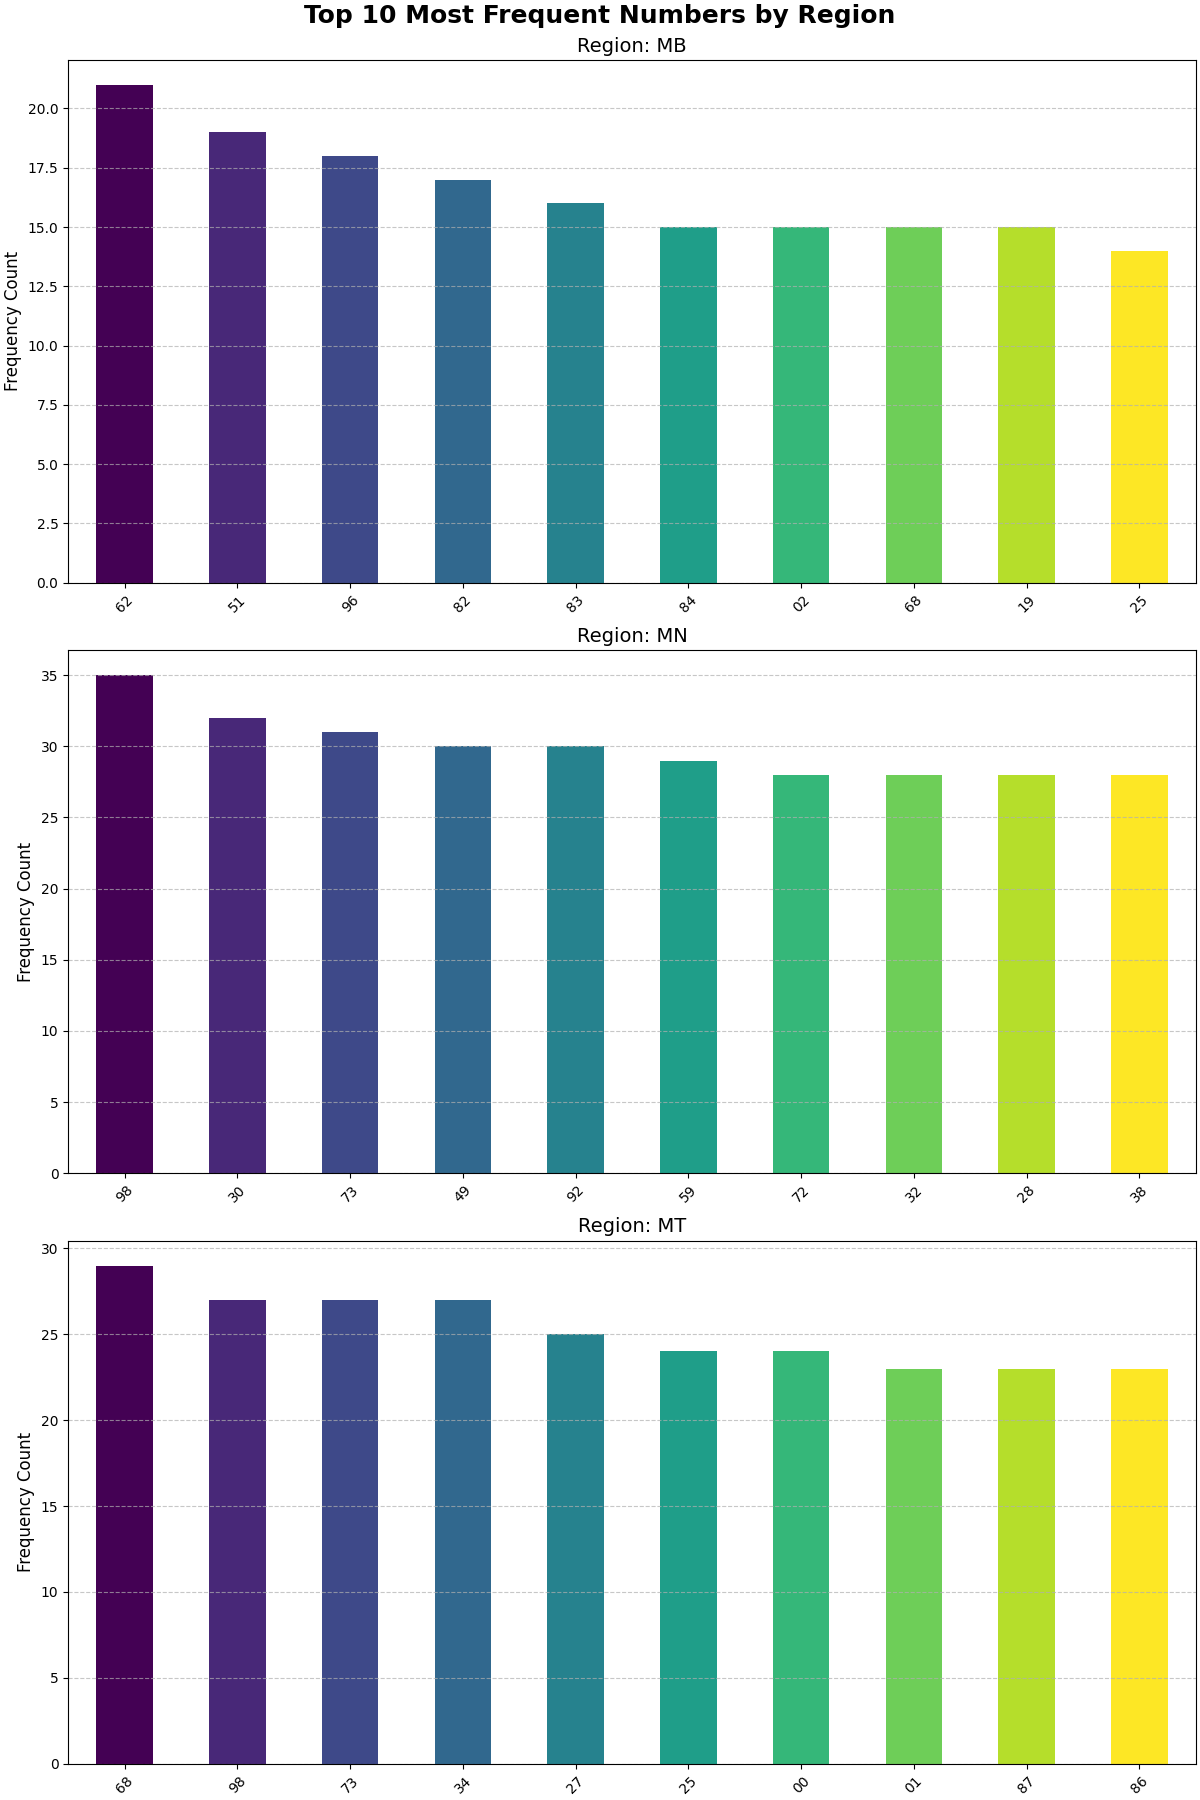 Top 10 Most Frequent Numbers by Region
Region: MB
Frequency Count
20.0
17.5
15.0
12.5
10.0
7.5
5.0
2.5
0.0
62 51 96 82 83 84 02 68 19 25
Region: MN
Frequency Count
35
30
25
20
15
10
5
0
98 30 73 49 92 59 72 32 28 38
Region: MT
Frequency Count
30
25
20
15
10
5
0
68 98 73 34 27 25 00 01 87 86